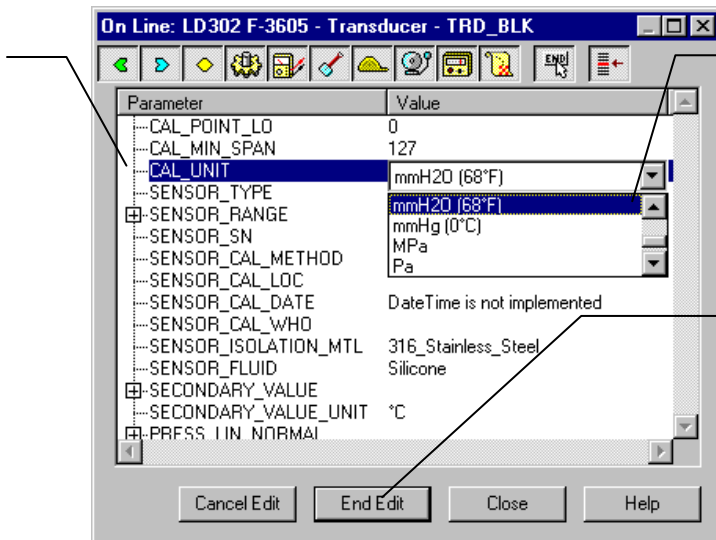 On Line: LD302 F-3605 - Transducer - TRD_BLK
END
Parameter Value
CAL_POINT_LO 0
CAL_MIN_SPAN 127
CAL_UNIT mmH2O (68°F)
SENSOR_TYPE mmH2O (68°F)
SENSOR_RANGE mmHg (0°C)
SENSOR_SN MPa
SENSOR_CAL_METHOD Pa
SENSOR_CAL_LOC
SENSOR_CAL_DATE DateTime is not implemented
SENSOR_CAL_WHO
SENSOR_ISOLATION_MTL 316_Stainless_Steel
SENSOR_FLUID Silicone
SECONDARY_VALUE
SECONDARY_VALUE_UNIT °C
PRESS_LIN_NORMAL
Cancel Edit End Edit Close Help